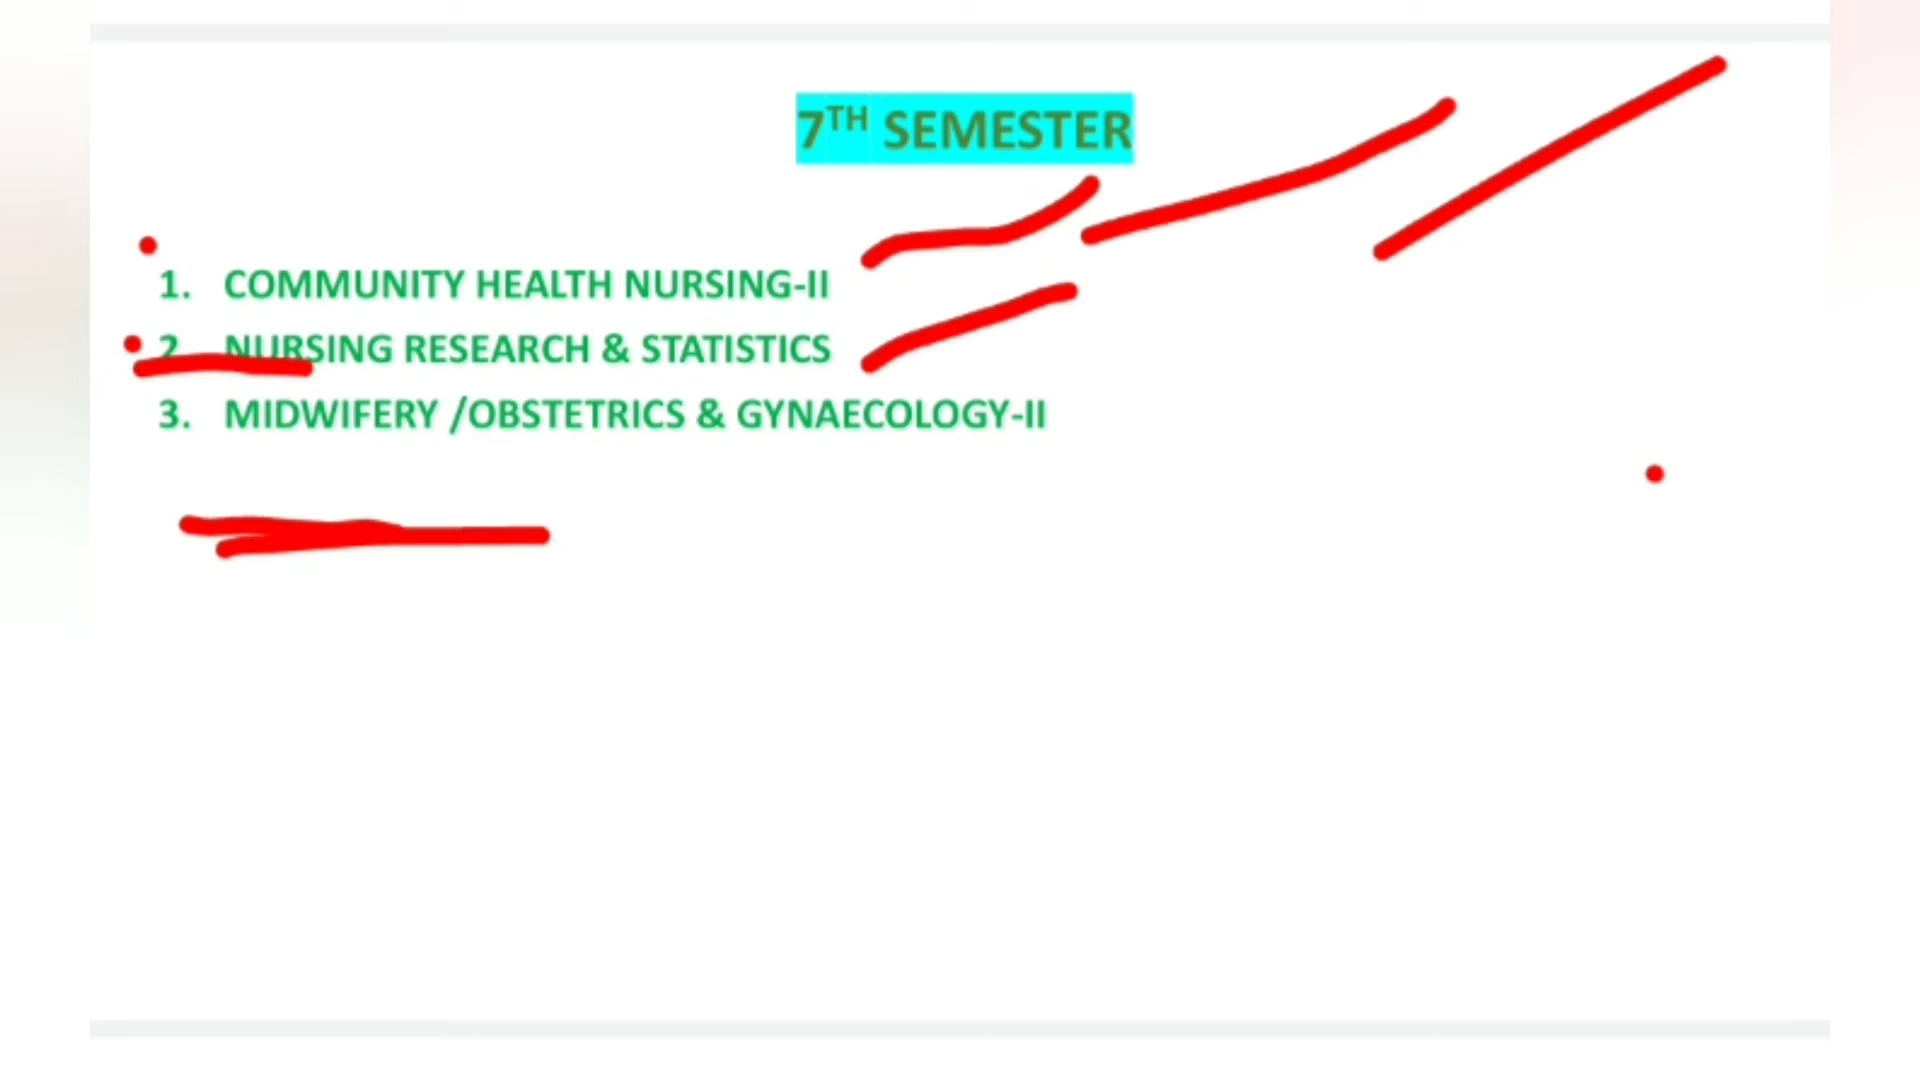 7TH SEMESTER
1. COMMUNITY HEALTH NURSING-II
2. NURSING RESEARCH & STATISTICS
3. MIDWIFERY /OBSTETRICS & GYNAECOLOGY-II